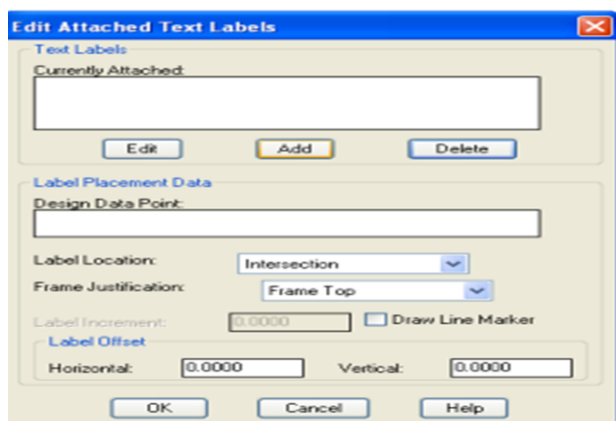 Edit Attached Text Labels
Text Labels
Currently Attached:
Edit Add Delete
Label Placement Data
Design Data Point:
Label Location: Intersection
Frame Justification: Frame Top
Label Increment: 0.0000 Draw Line Marker
Label Offset
Horizontal: 0.0000 Vertical: 0.0000
OK Cancel Help